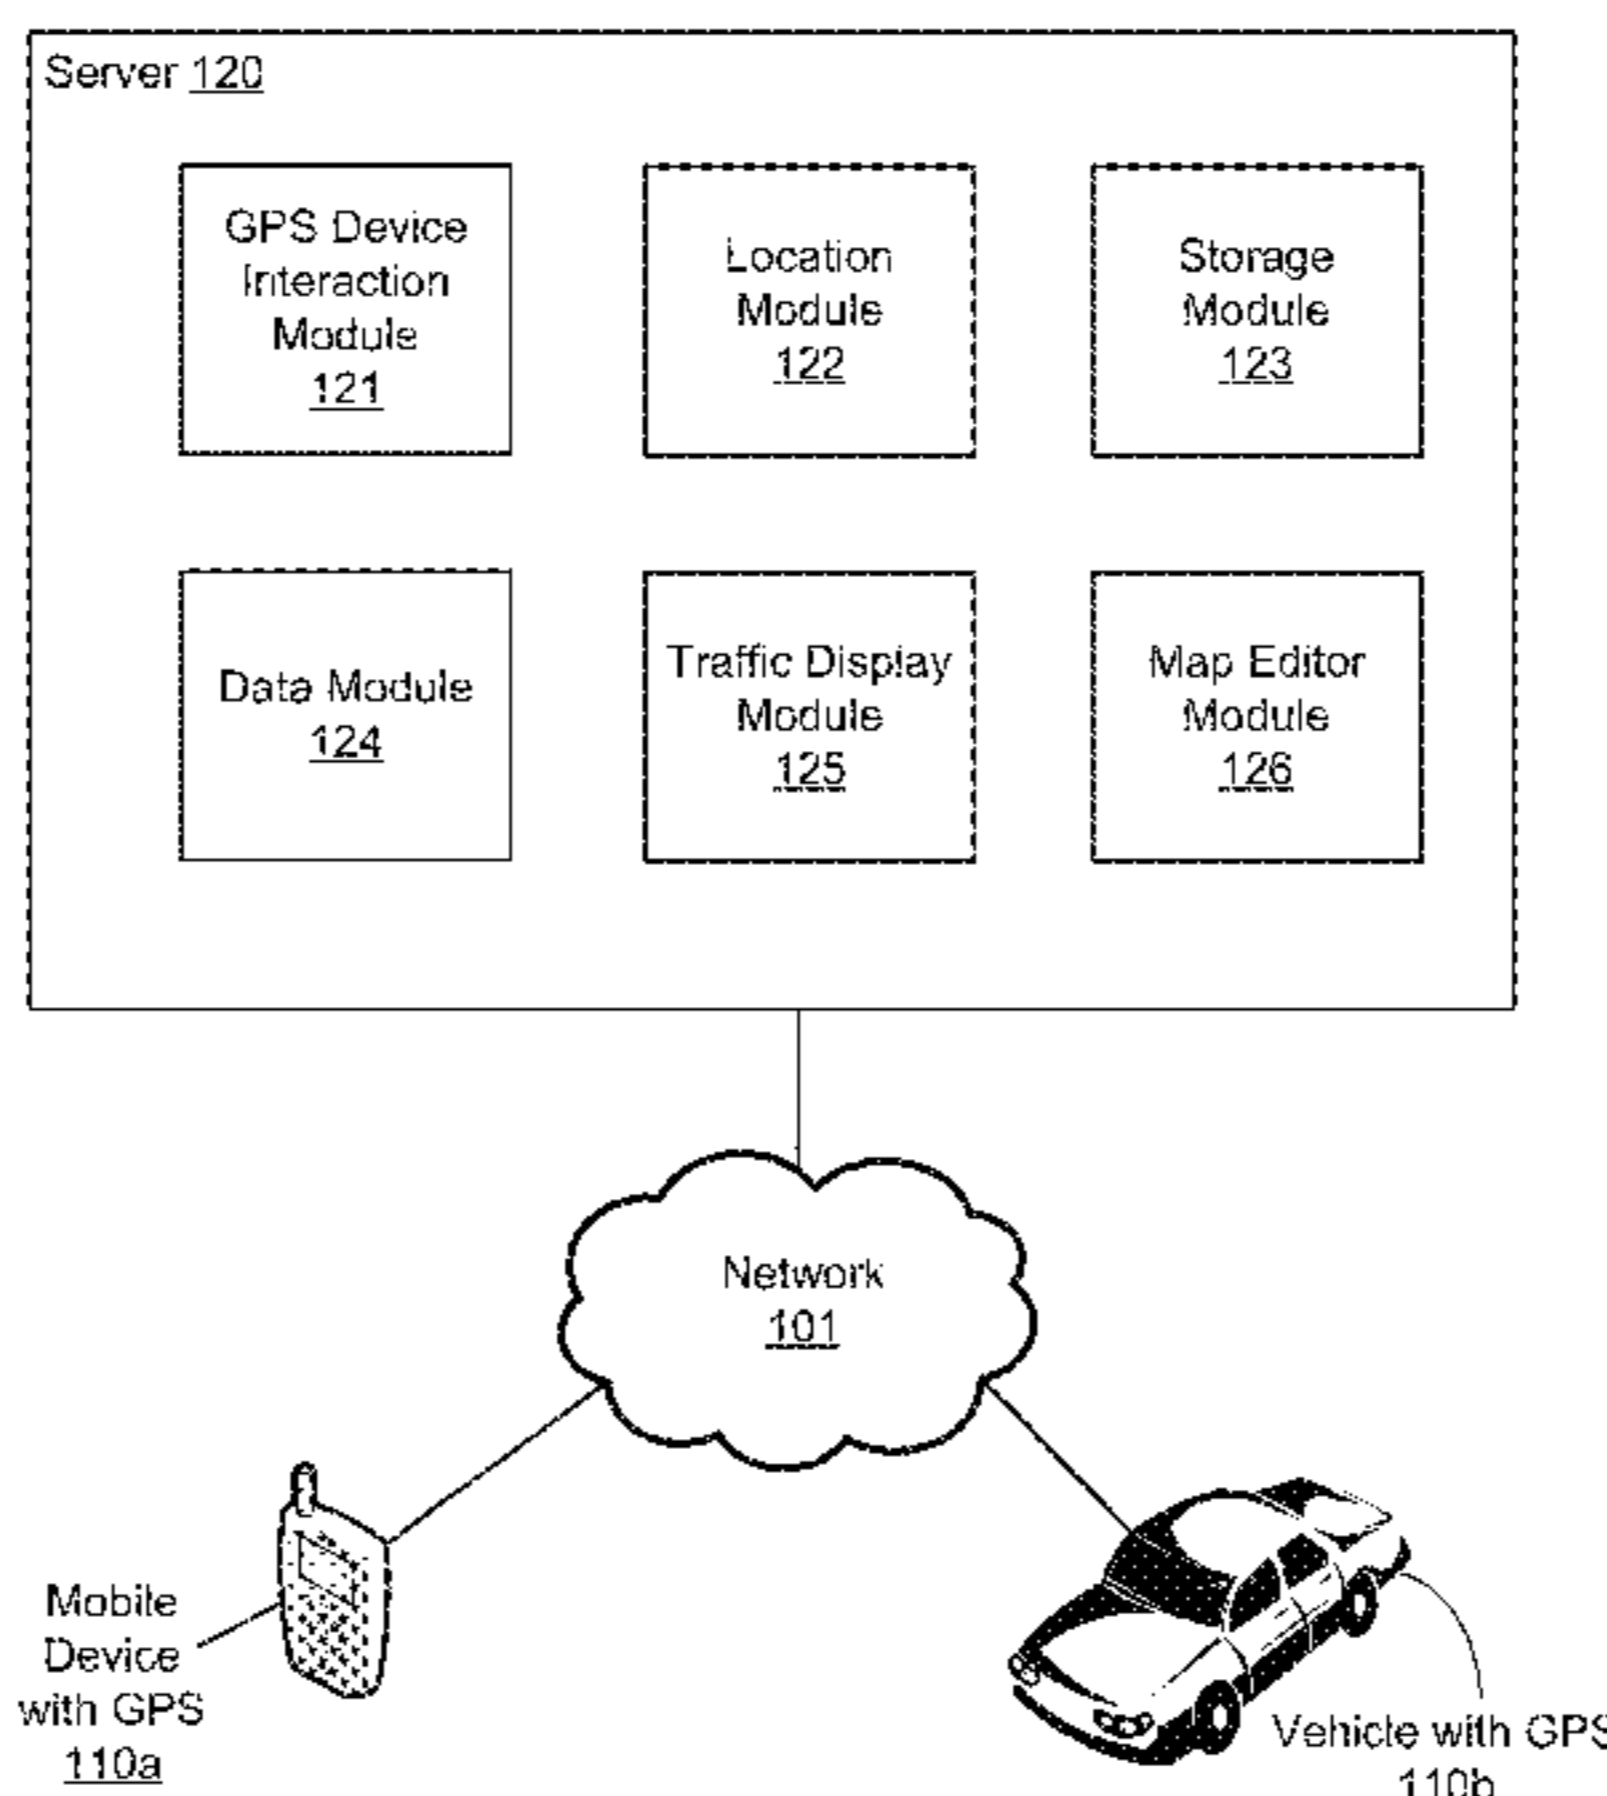 Server 120
GPS Device
Interaction
Module
121
Location
Module
122
Storage
Module
123
Data Module
124
Traffic Display
Module
125
Map Editor
Module
126
Network
101
Mobile
Device
with GPS
110a
Vehicle with GPS
110b